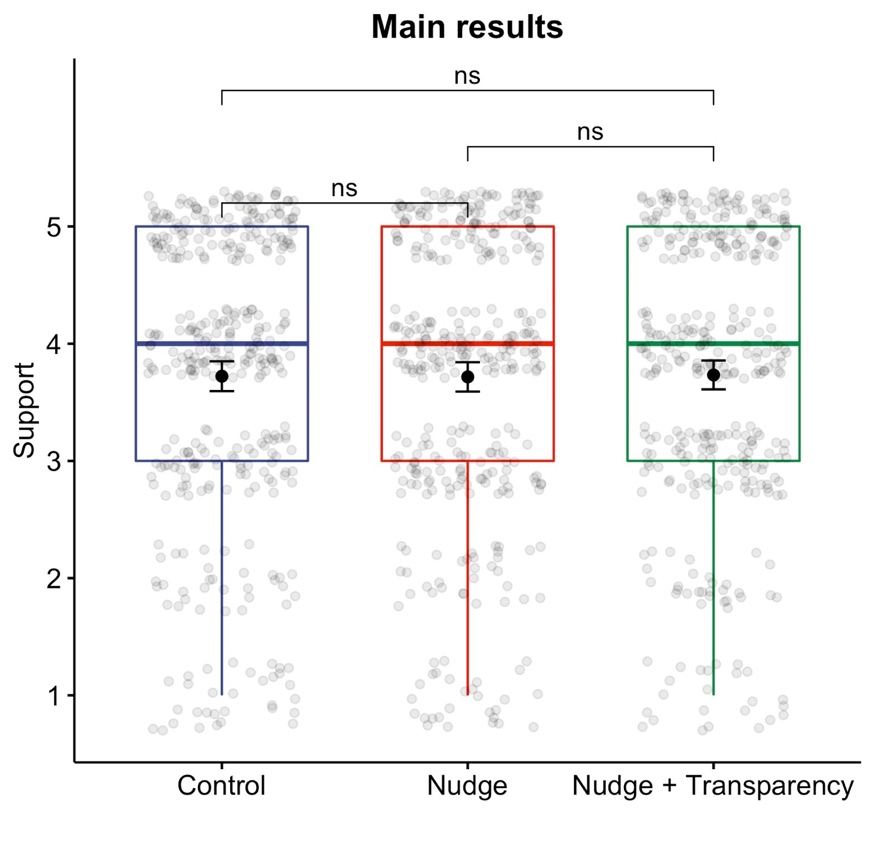 Main results
ns
ns
ns
5
4
3
2
1
Support
Control
Nudge
Nudge + Transparency